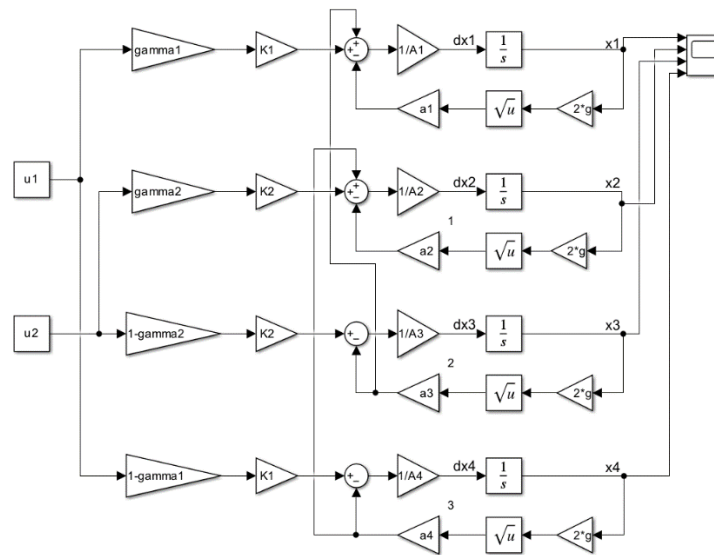 gamma1 K1 1/A1 dx1 1/s x1
a1 √u 2*g
u1
gamma2 K2 1/A2 dx2 1/s x2
1
a2 √u 2*g
u2
1-gamma2 K2 1/A3 dx3 1/s x3
2
a3 √u 2*g
1-gamma1 K1 1/A4 dx4 1/s x4
3
a4 √u 2*g